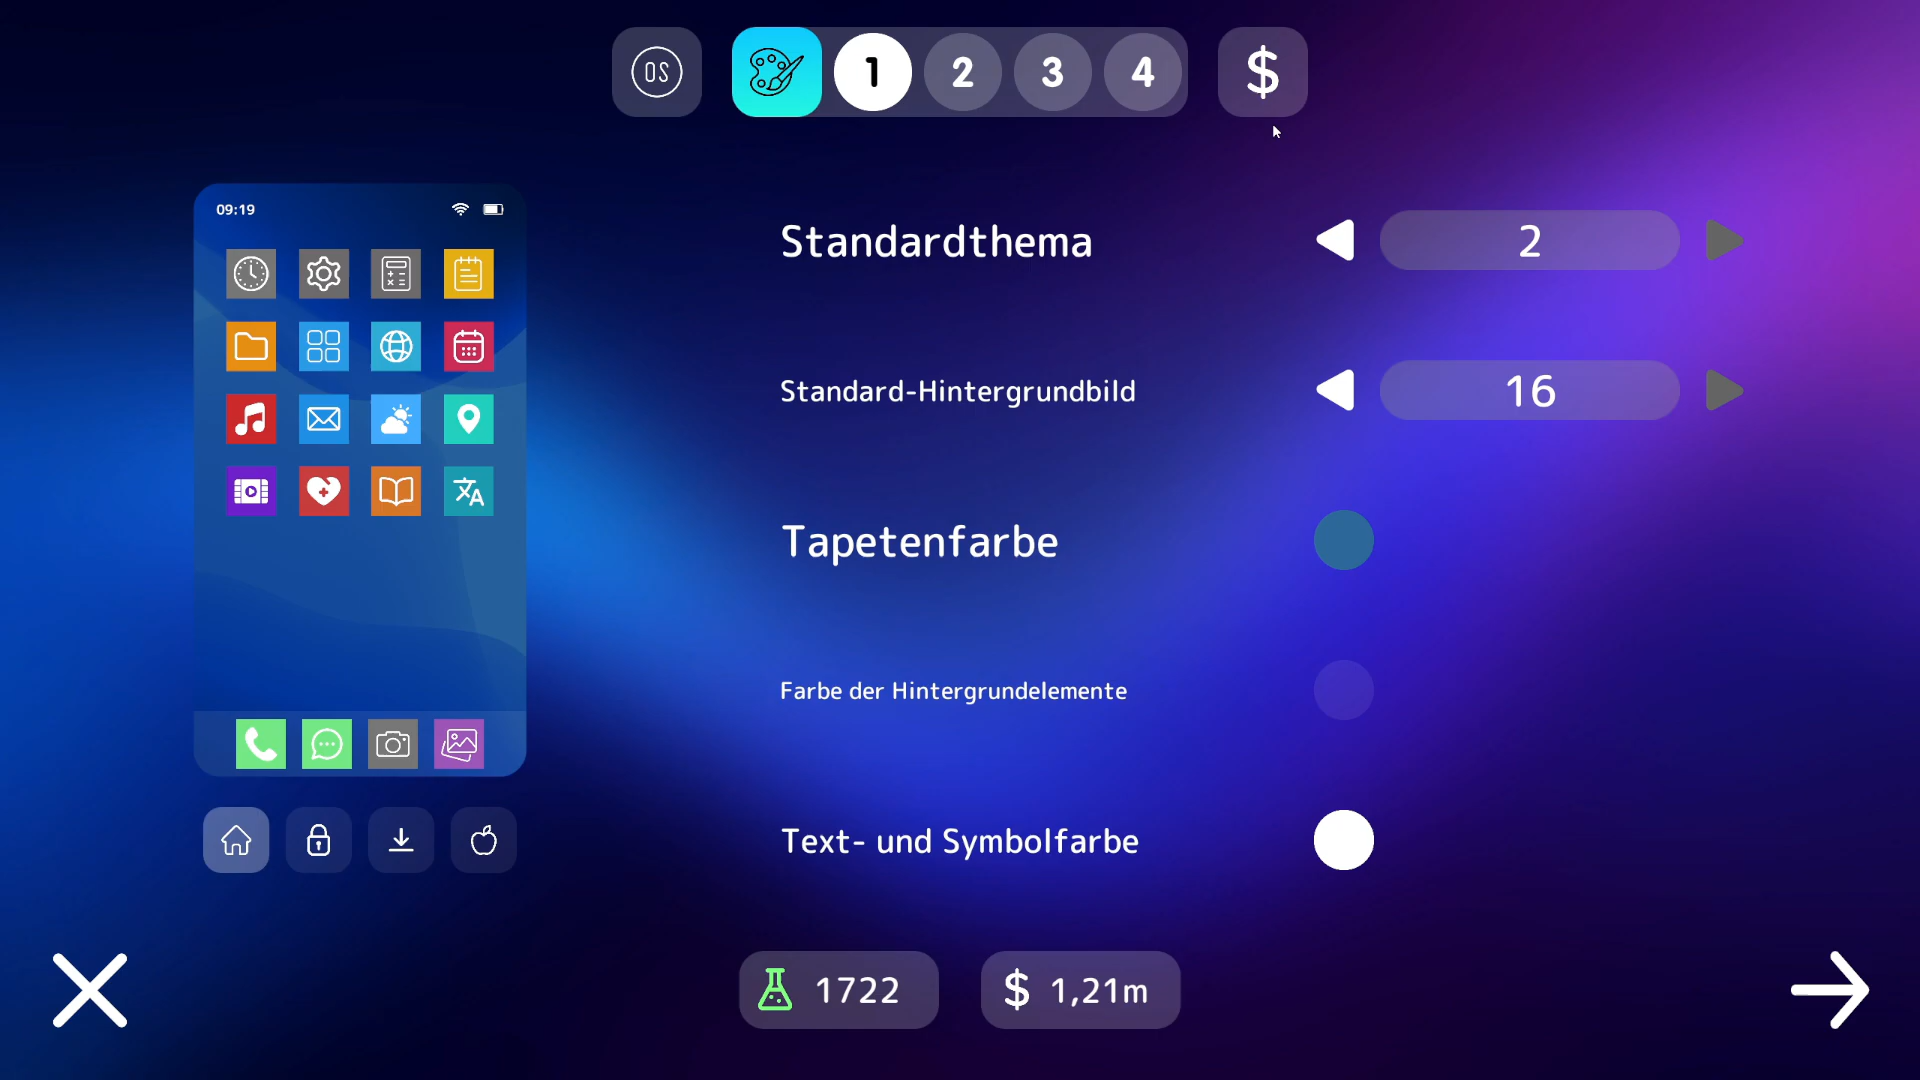 OS 1 2 3 4 $
09:19
Standardthema 2
Standard-Hintergrundbild 16
Tapetenfarbe
Farbe der Hintergrundelemente
Text- und Symbolfarbe
1722 $ 1,21m